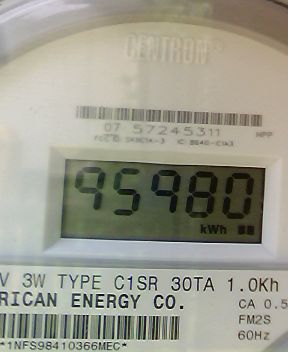 CENTRON®
07 57245311
HPP
95980
kWh
V 3W TYPE C1SR 30TA 1.0Kh
RICAN ENERGY CO.
CA 0.5
FM2S
60Hz
*1NFS98410366MEC*